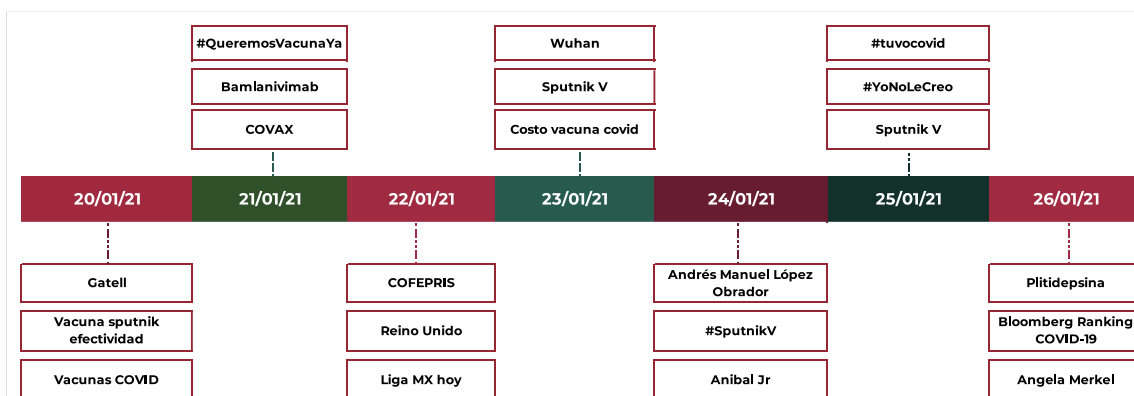 #QueremosVacunaYa
Wuhan
#tuvocovid
Bamlanivimab
Sputnik V
#YoNoLeCreo
COVAX
Costo vacuna covid
Sputnik V
20/01/21
21/01/21
22/01/21
23/01/21
24/01/21
25/01/21
26/01/21
Gatell
COFEPRIS
Andrés Manuel López
Obrador
Plitidepsina
Vacuna sputnik
efectividad
Reino Unido
#SputnikV
Bloomberg Ranking
COVID-19
Vacunas COVID
Liga MX hoy
Anibal Jr
Angela Merkel